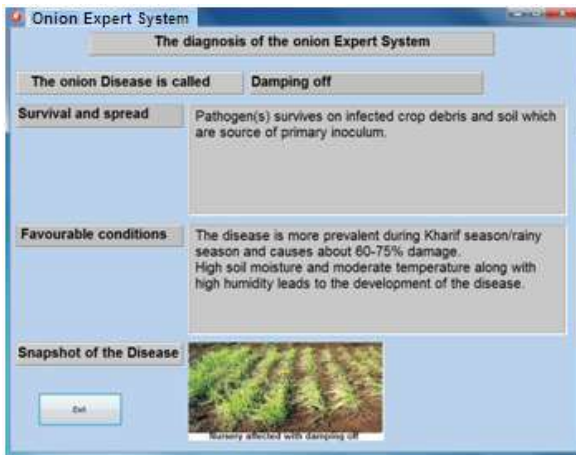 Onion Expert System
The diagnosis of the onion Expert System
The onion Disease is called
Damping off
Survival and spread
Pathogen(s) survives on infected crop debris and soil which
are source of primary inoculum.
Favourable conditions
The disease is more prevalent during Kharif season/rainy
season and causes about 60-75% damage.
High soil moisture and moderate temperature along with
high humidity leads to the development of the disease.
Snapshot of the Disease
Exit
Nursery affected with damping off